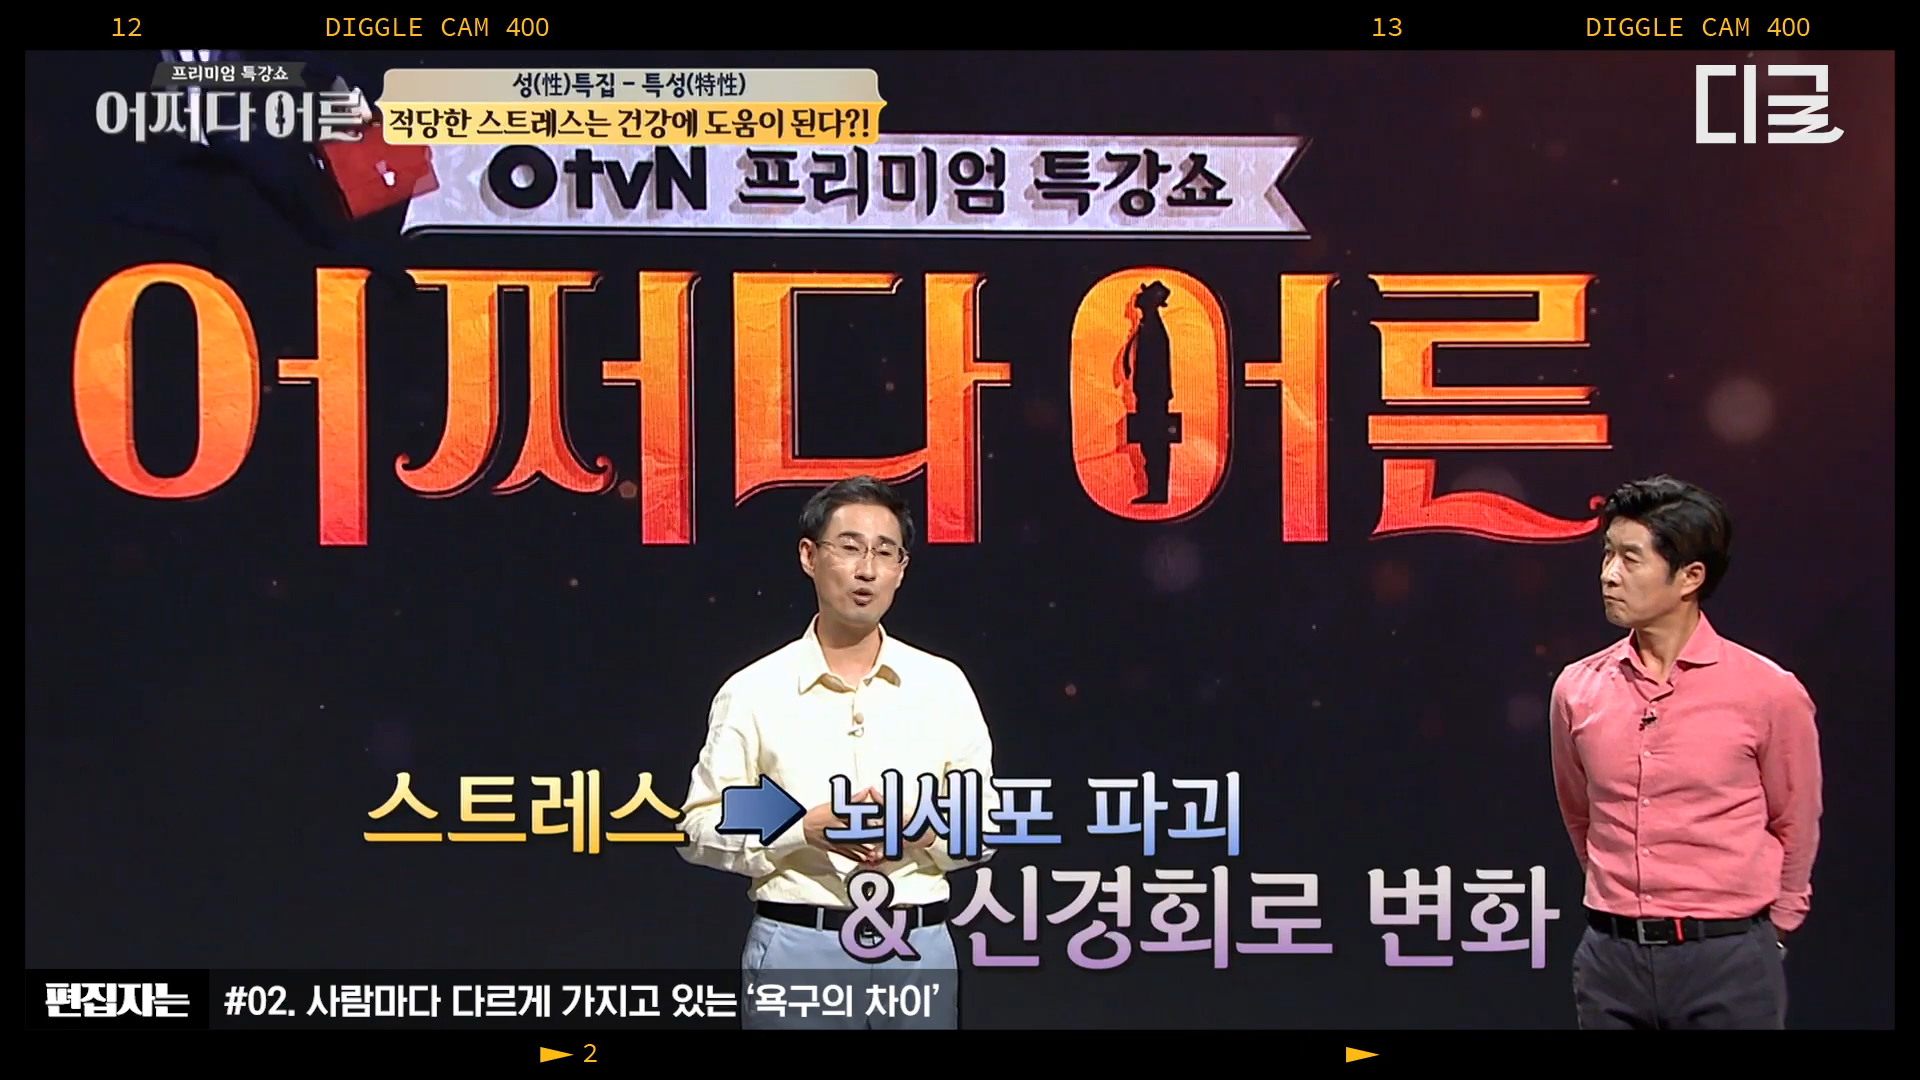 12 DIGGLE CAM 400 13 DIGGLE CAM 400
프리미엄 특강쇼
어쩌다 어른
성(性)특집 - 특성(特性)
적당한 스트레스는 건강에 도움이 된다?!
디글
OtvN 프리미엄 특강쇼
어쩌다 어른
스트레스 뇌세포 파괴
& 신경회로 변화
편집자는 #02. 사람마다 다르게 가지고 있는 ‘욕구의 차이’
2